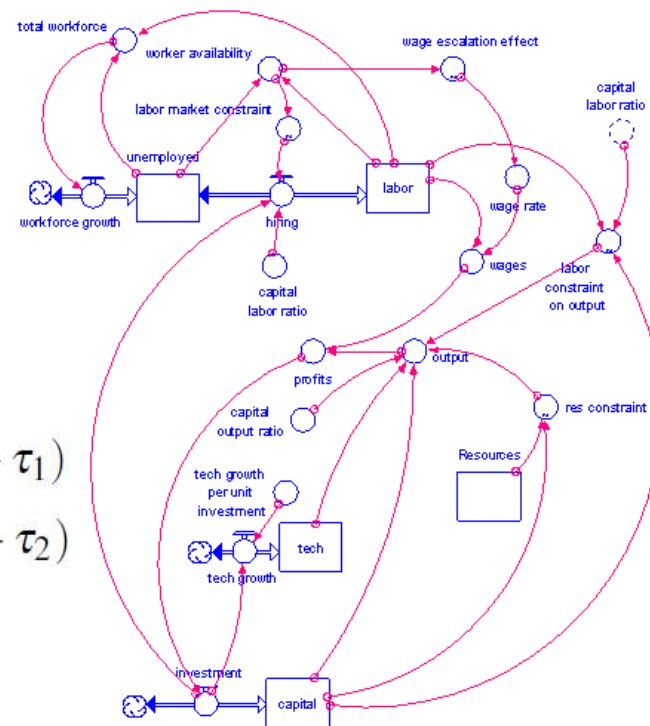 total workforce
worker availability
wage escalation effect
capital
labor ratio
labor market constraint
unemployed
labor
workforce growth
hiring
wage rate
capital
labor ratio
wages
labor
constraint
on output
profits
output
capital
output ratio
res constraint
τ₁)
τ₂)
tech growth
per unit
investment
Resources
tech
tech growth
investment
capital